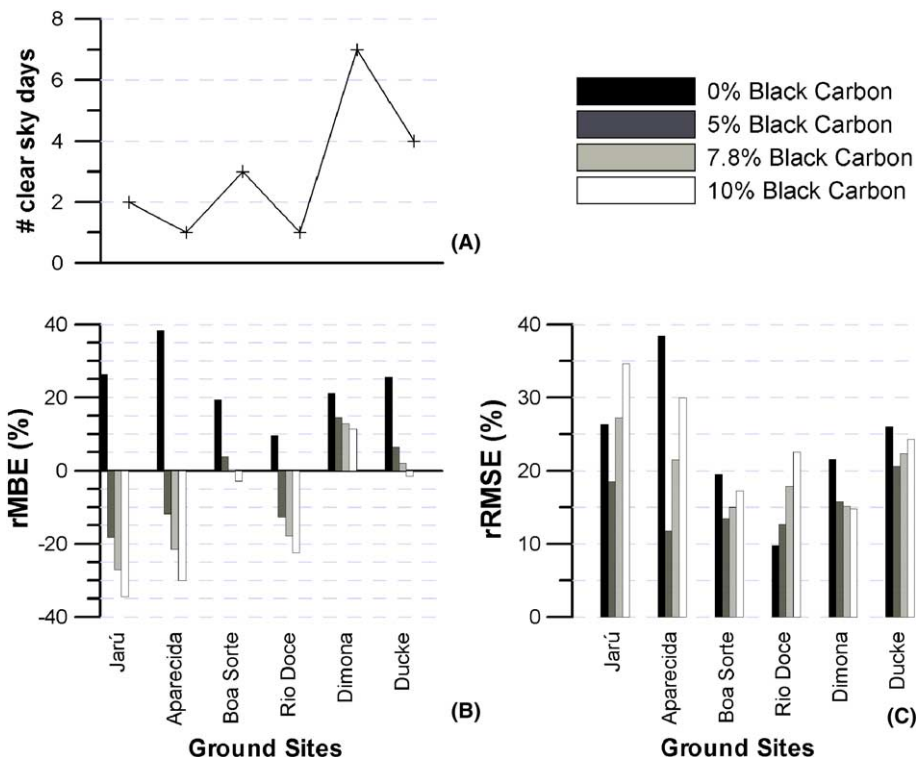 # clear sky days
8
6
4
2
0
(A)
0% Black Carbon
5% Black Carbon
7.8% Black Carbon
10% Black Carbon
rMBE (%)
40
20
0
-20
-40
Jarú
Aparecida
Boa Sorte
Rio Doce
Dimona
Ducke
(B)
Ground Sites
rRMSE (%)
40
30
20
10
0
Jarú
Aparecida
Boa Sorte
Rio Doce
Dimona
Ducke
(C)
Ground Sites